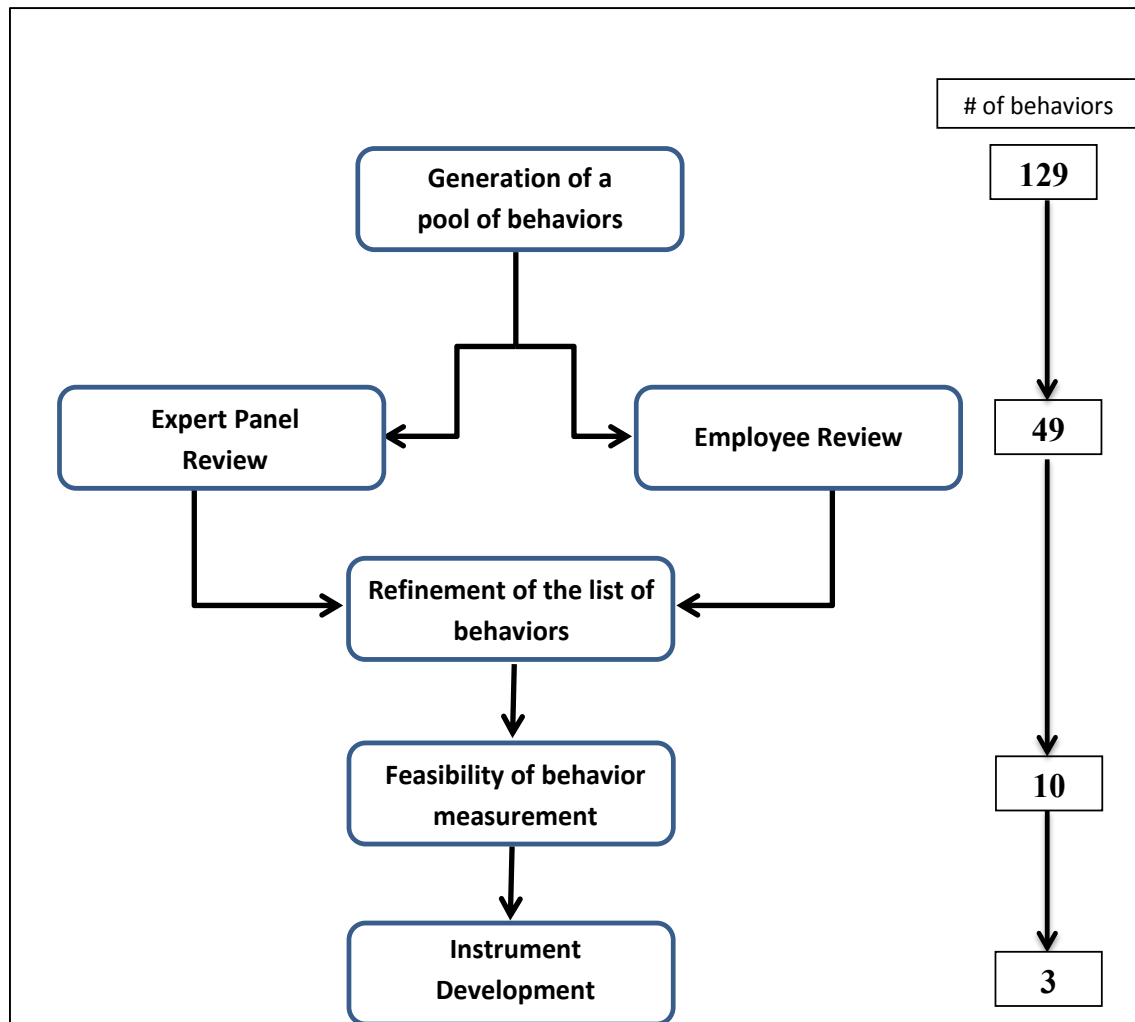 # of behaviors
Generation of a
pool of behaviors
129
Expert Panel
Review
Employee Review
49
Refinement of the list of
behaviors
Feasibility of behavior
measurement
10
Instrument
Development
3